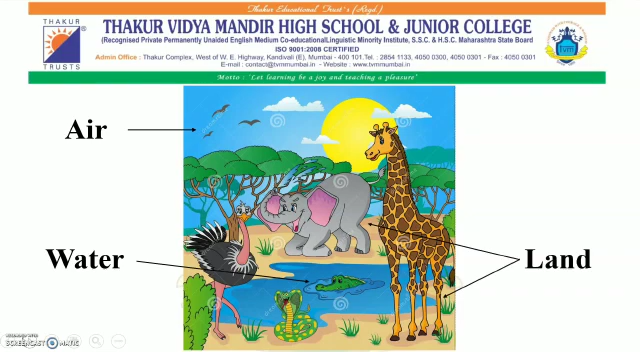 Thakur Educational Trust's (Regd.)
THAKUR
TRUSTS
THAKUR VIDYA MANDIR HIGH SCHOOL & JUNIOR COLLEGE
(Recognised Private Permanently Unaided English Medium Co-educational Linguistic Minority Institute, S.S.C. & H.S.C. Maharashtra State Board
ISO 9001:2008 CERTIFIED
Admin Office : Thakur Complex, West of W. E. Highway, Kandivali (E), Mumbai - 400 101. Tel. : 2854 1133, 4050 0300, 4050 0301 - Fax : 4050 0301
E-mail : contact@tvmmumbai.in - Website : www.tvmmumbai.in
tvm
Motto : 'Let learning be a joy and teaching a pleasure"
Air
Water
Land
SCREENCAST MATIC